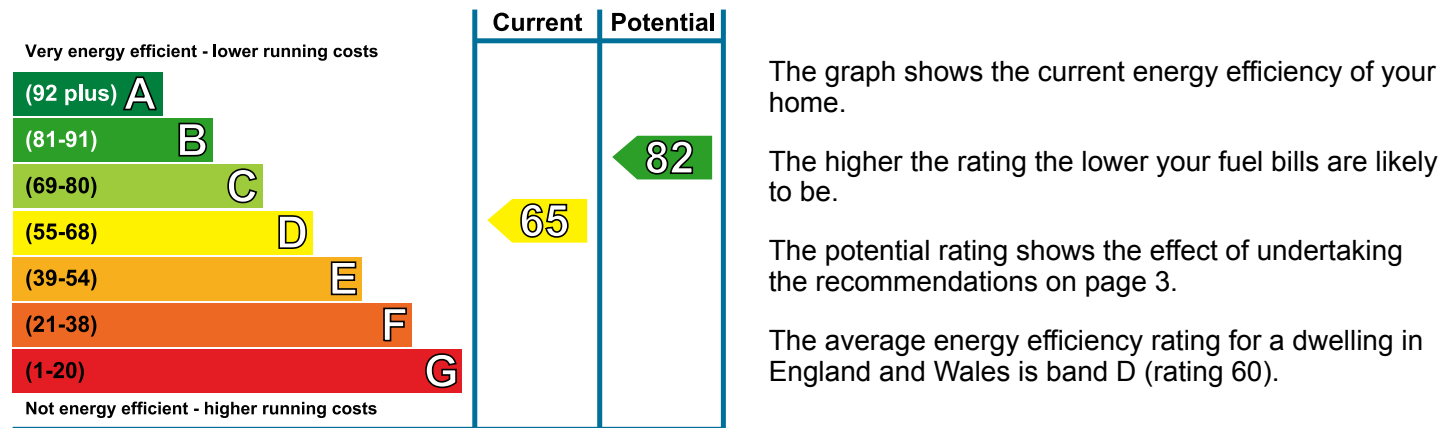 Current Potential
Very energy efficient - lower running costs
(92 plus) A
(81-91) B
82
(69-80) C
(55-68) D
65
(39-54) E
(21-38) F
(1-20) G
Not energy efficient - higher running costs
The graph shows the current energy efficiency of your
home.
The higher the rating the lower your fuel bills are likely
to be.
The potential rating shows the effect of undertaking
the recommendations on page 3.
The average energy efficiency rating for a dwelling in
England and Wales is band D (rating 60).